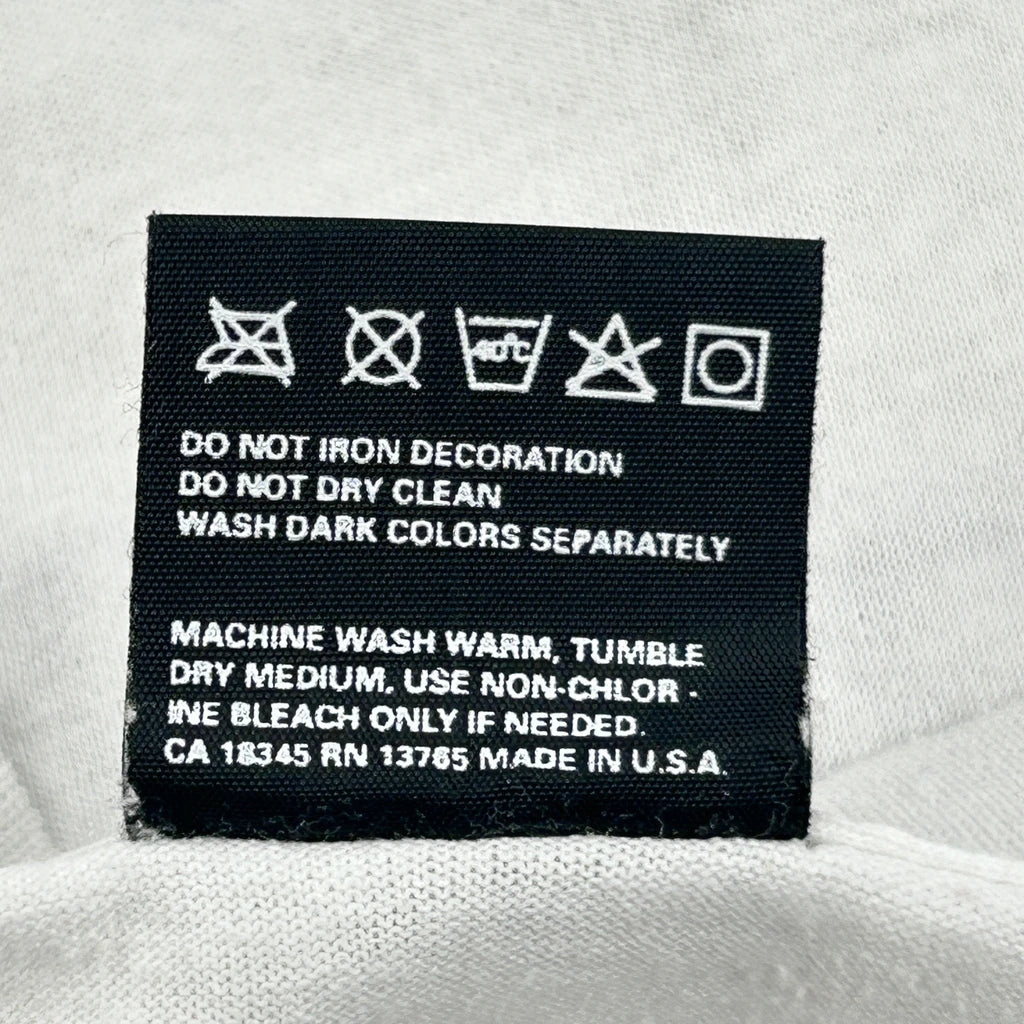 40°C
DO NOT IRON DECORATION
DO NOT DRY CLEAN
WASH DARK COLORS SEPARATELY
MACHINE WASH WARM, TUMBLE
DRY MEDIUM. USE NON-CHLOR -
INE BLEACH ONLY IF NEEDED.
CA 18345 RN 13765 MADE IN U.S.A.